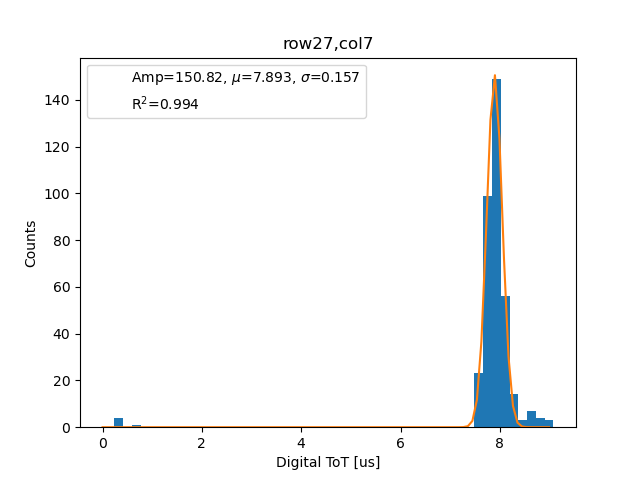 row27,col7
Amp=150.82, μ=7.893, σ=0.157
R²=0.994
140
120
100
80
60
40
20
0
Counts
0 2 4 6 8
Digital ToT [us]